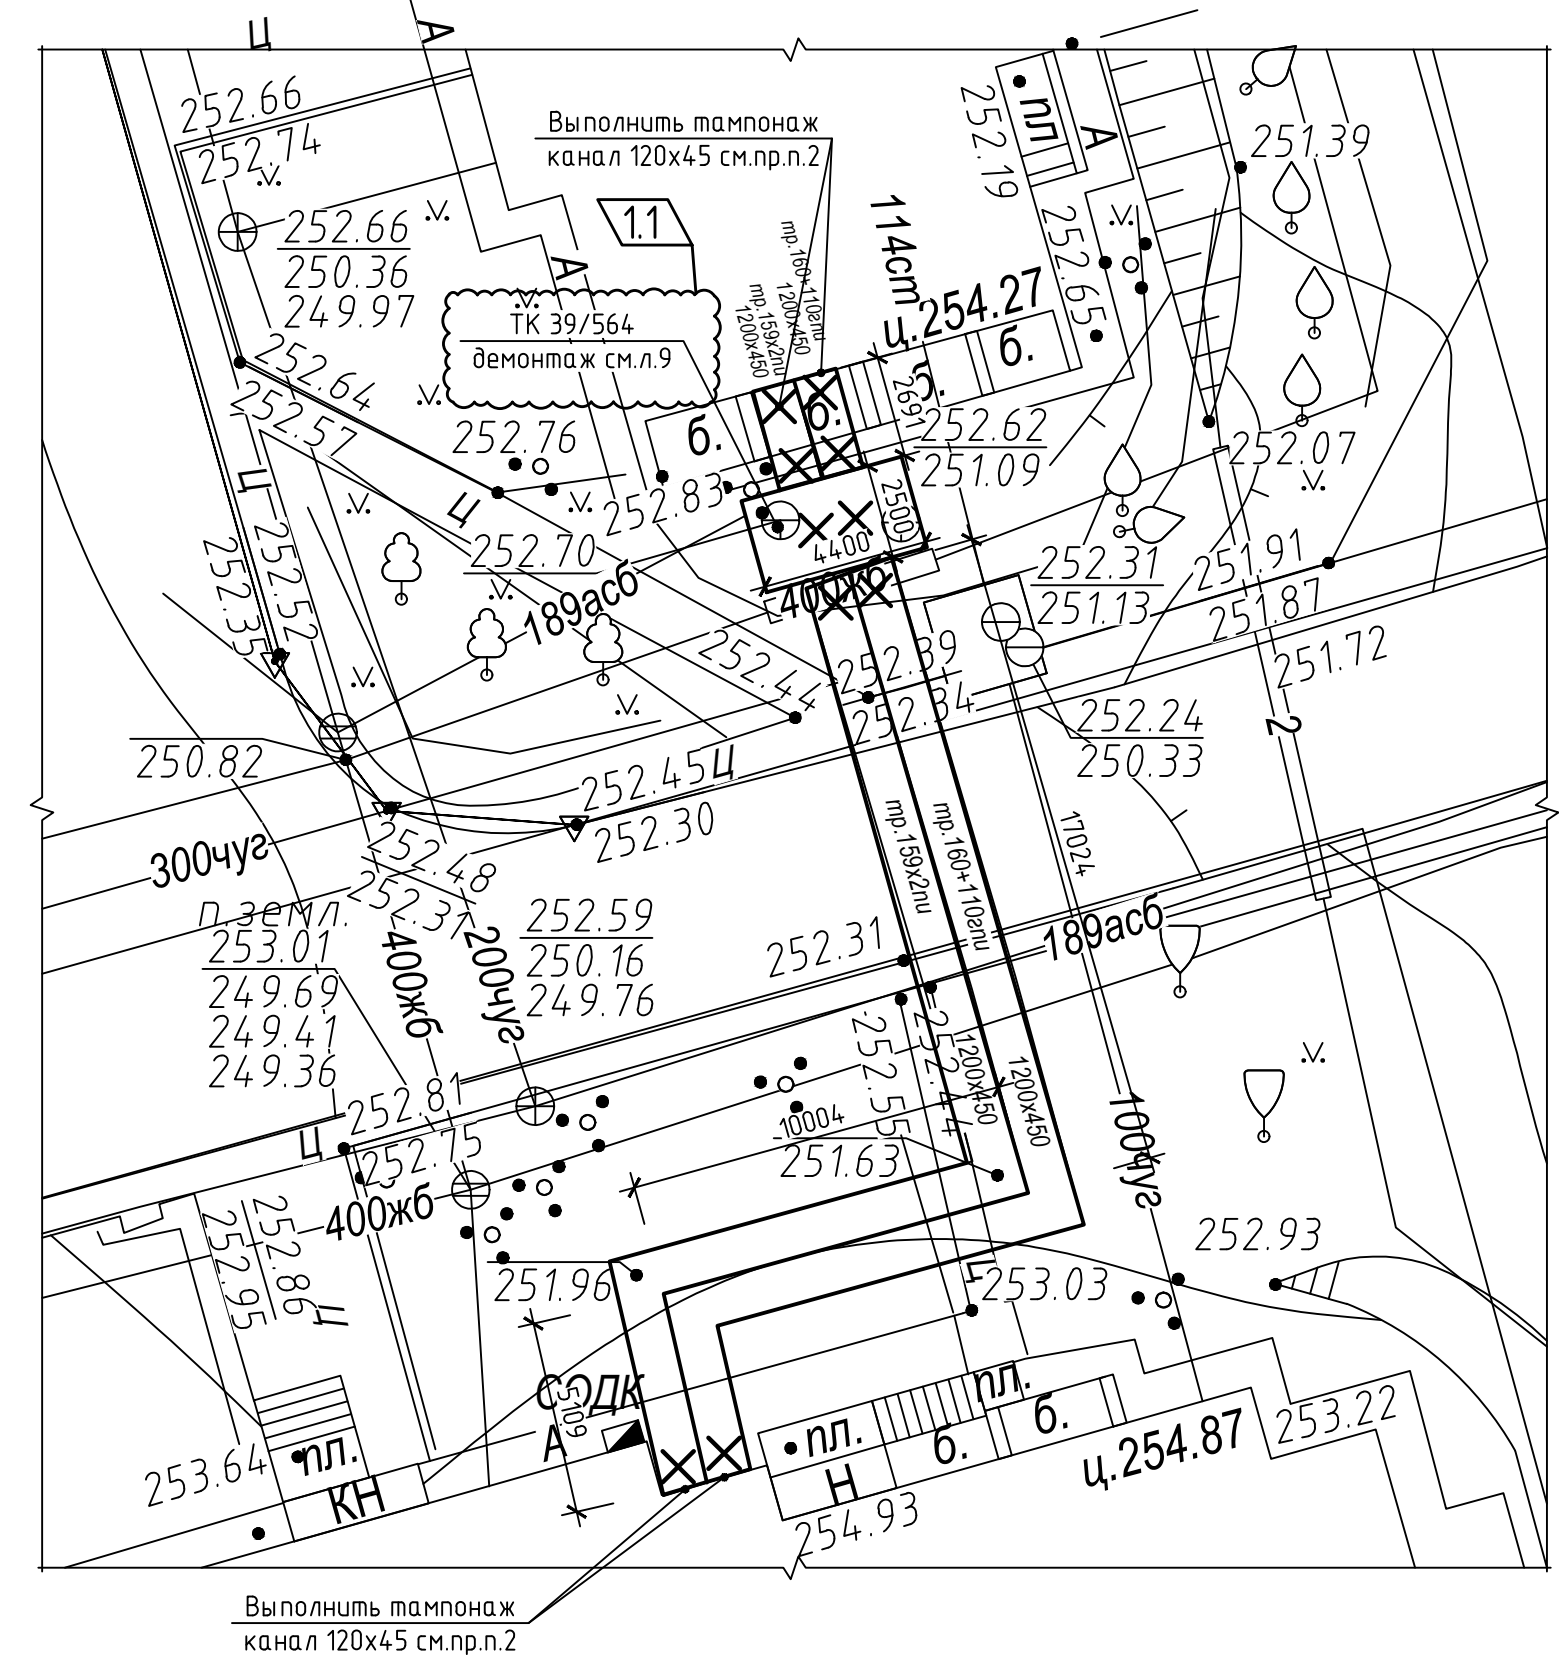 Ц
А
252.66
252.74
Выполнить тампонаж
канал 120х45 см.пр.п.2
252.19
пл
А
251.39
252.66
250.36
249.97
1.1
А
тр.160+110гпи
1200х450
тр.159х2пи
1200х450
114ст
ц.254.27
252.65
ТК 39/564
демонтаж см.л.9
б.
б.
б.
б.
2691
252.64
252.57
252.76
252.62
251.09
252.07
252.83
2500
4400
Ц
Ц
252.70
189асб
400жб
252.31
251.13
251.91
251.87
251.72
252.52
252.35
252.44
252.39
252.34
252.24
250.33
2
250.82
252.45
Ц
252.30
300чуг
252.48
252.31
тр.159х2пи
тр.160+110гпи
17024
п.земл.
253.01
249.69
249.41
249.36
400жб
200чуг
252.59
250.16
249.76
252.31
189асб
252.55
252.44
1200х450
1200х450
10004
251.63
100чуг
252.81
Ц
252.75
400жб
252.86
252.95
Ц
251.96
Ц
253.03
252.93
СОДК
5109
А
пл.
пл.
б.
б.
Н
ц.254.87
253.22
253.64
пл.
КН
254.93
Выполнить тампонаж
канал 120х45 см.пр.п.2